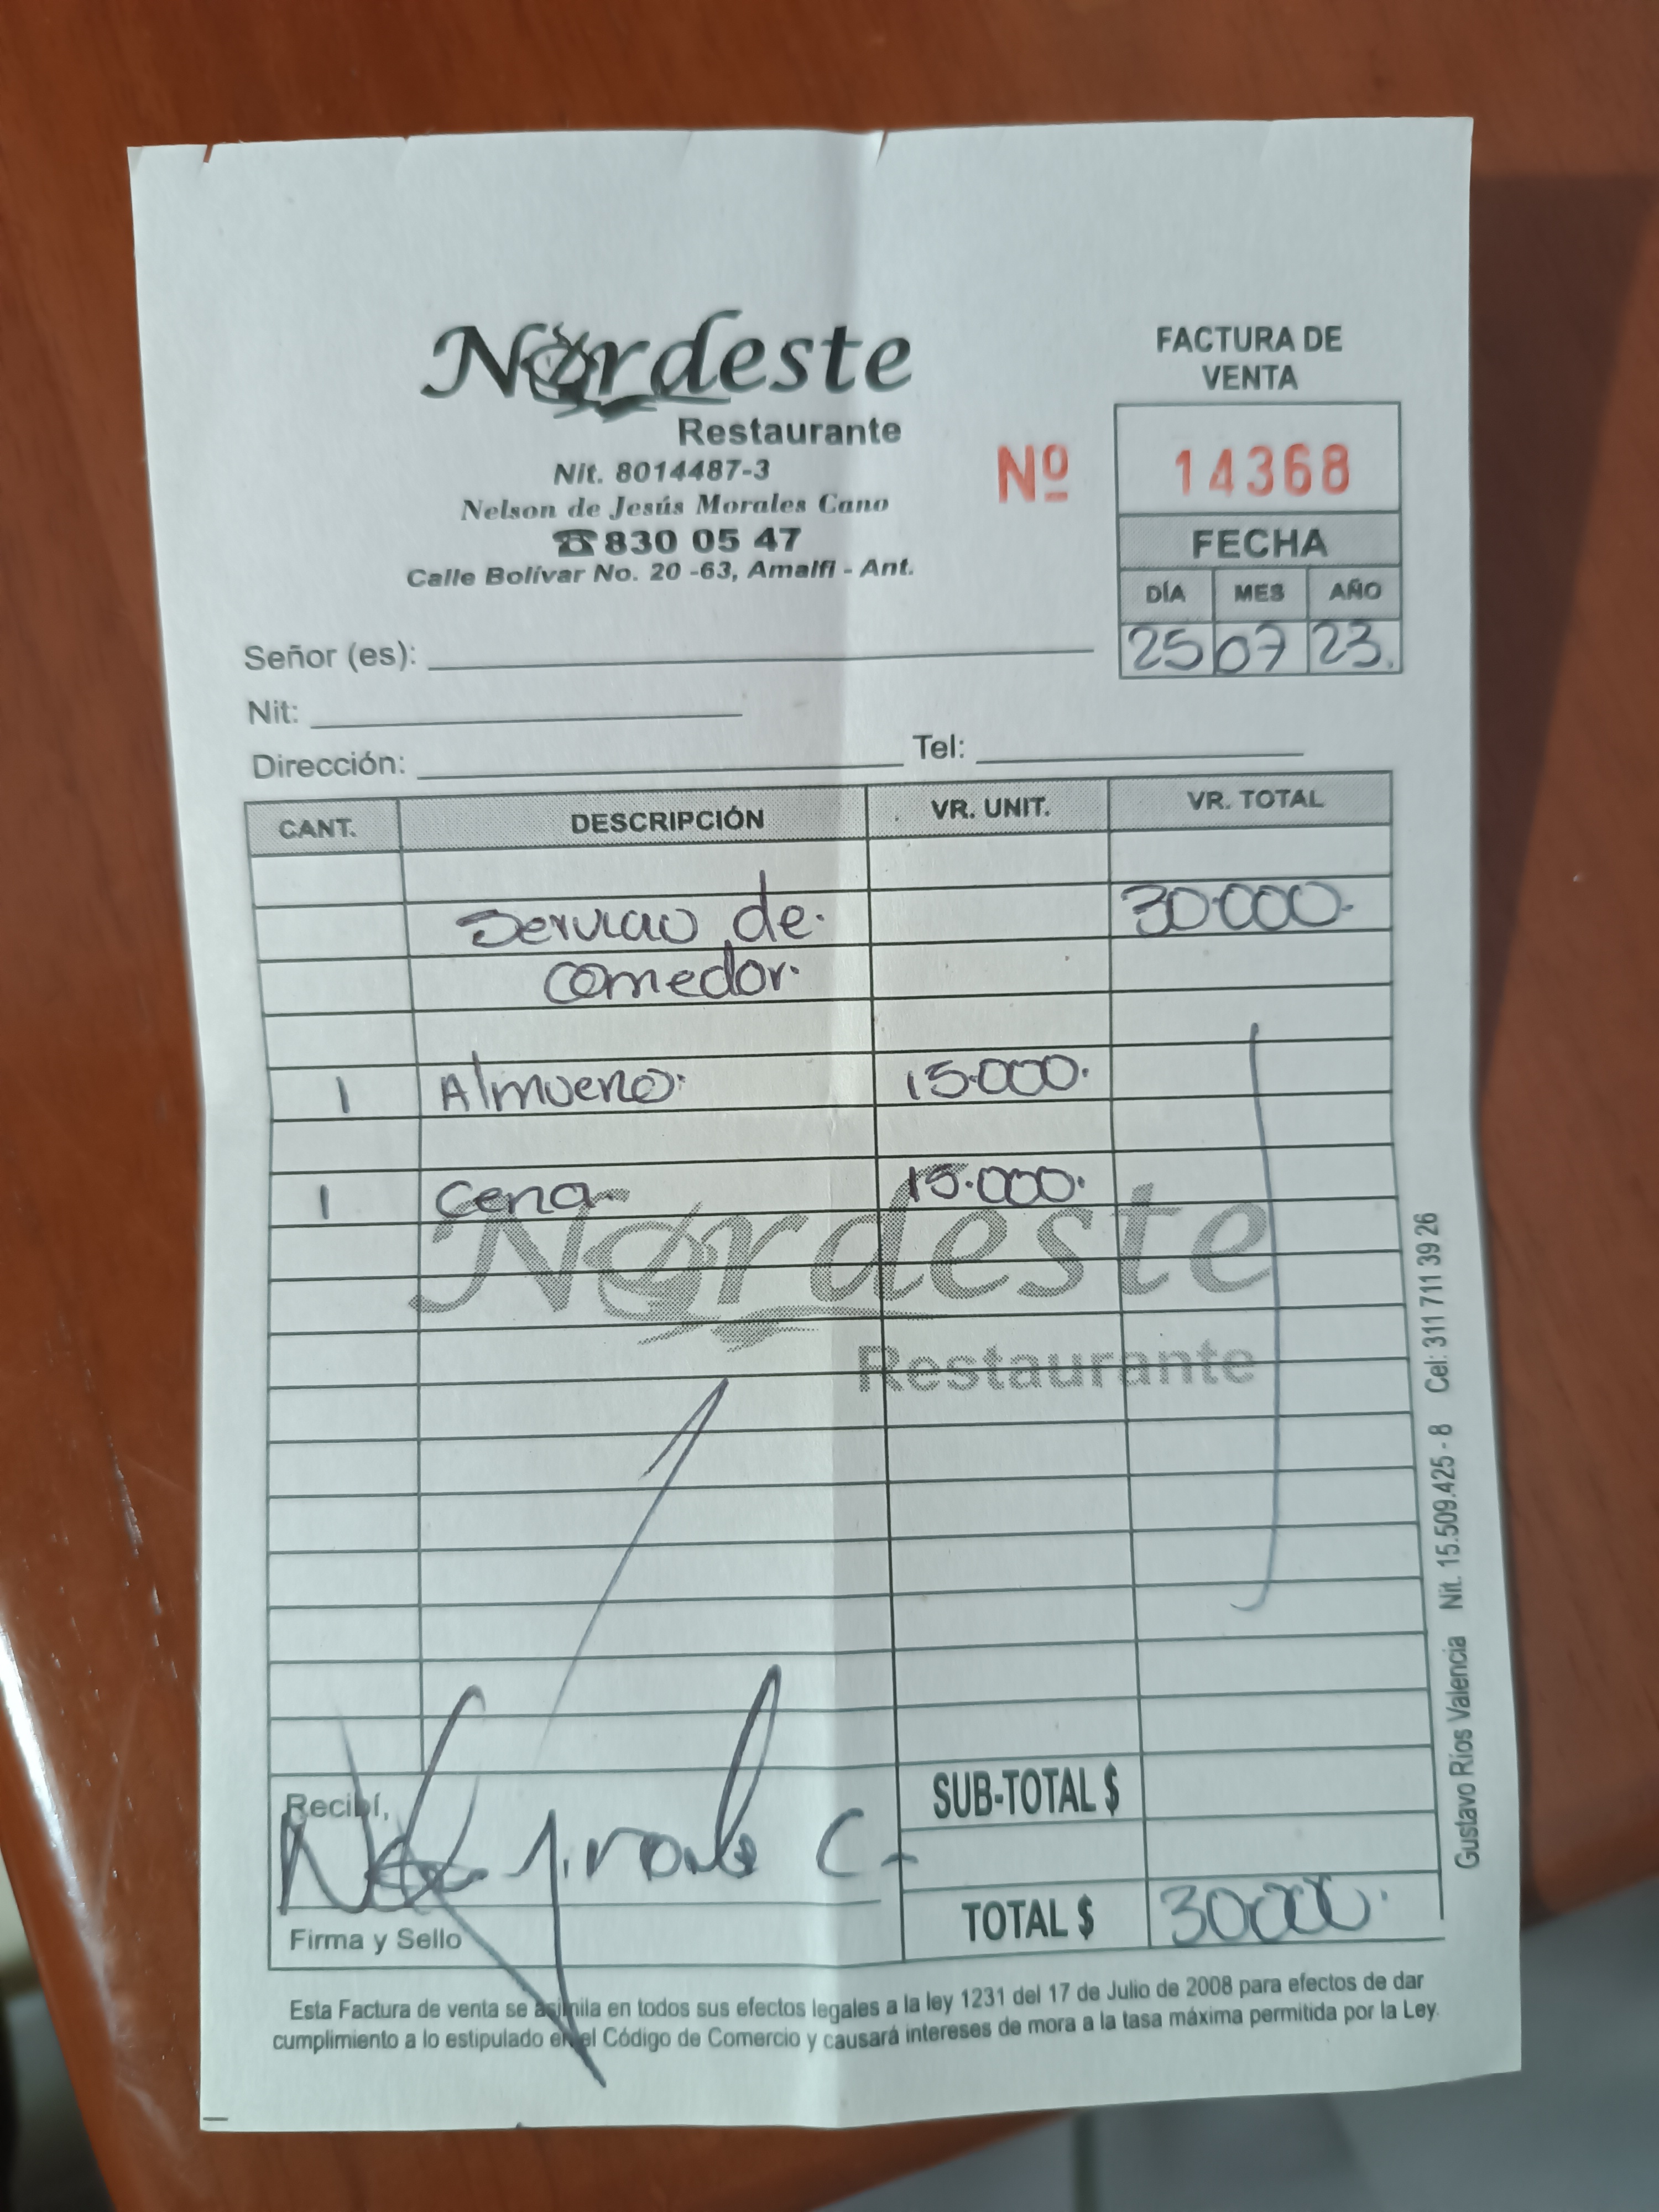 Nordeste
Restaurante
Nit. 8014487-3
Nelson de Jesús Morales Cano
☎ 830 05 47
Calle Bolívar No. 20 -63, Amalfi - Ant.
FACTURA DE
VENTA
Nº 14368
FECHA
DÍA MES AÑO
25 07 23.
Señor (es):
Nit:
Dirección: Tel:
CANT. DESCRIPCIÓN VR. UNIT. VR. TOTAL
Servicio de 30.000
comedor
1 Almuerzo 15.000
1 Cena 15.000
Nordeste
Restaurante
Recibí,
Firma y Sello
SUB-TOTAL $
TOTAL $ 30000
Gustavo Ríos Valencia Nit. 15.509.425 - 8 Cel: 311 711 39 26
Esta Factura de venta se asimila en todos sus efectos legales a la ley 1231 del 17 de Julio de 2008 para efectos de dar
cumplimiento a lo estipulado en el Código de Comercio y causará intereses de mora a la tasa máxima permitida por la Ley.